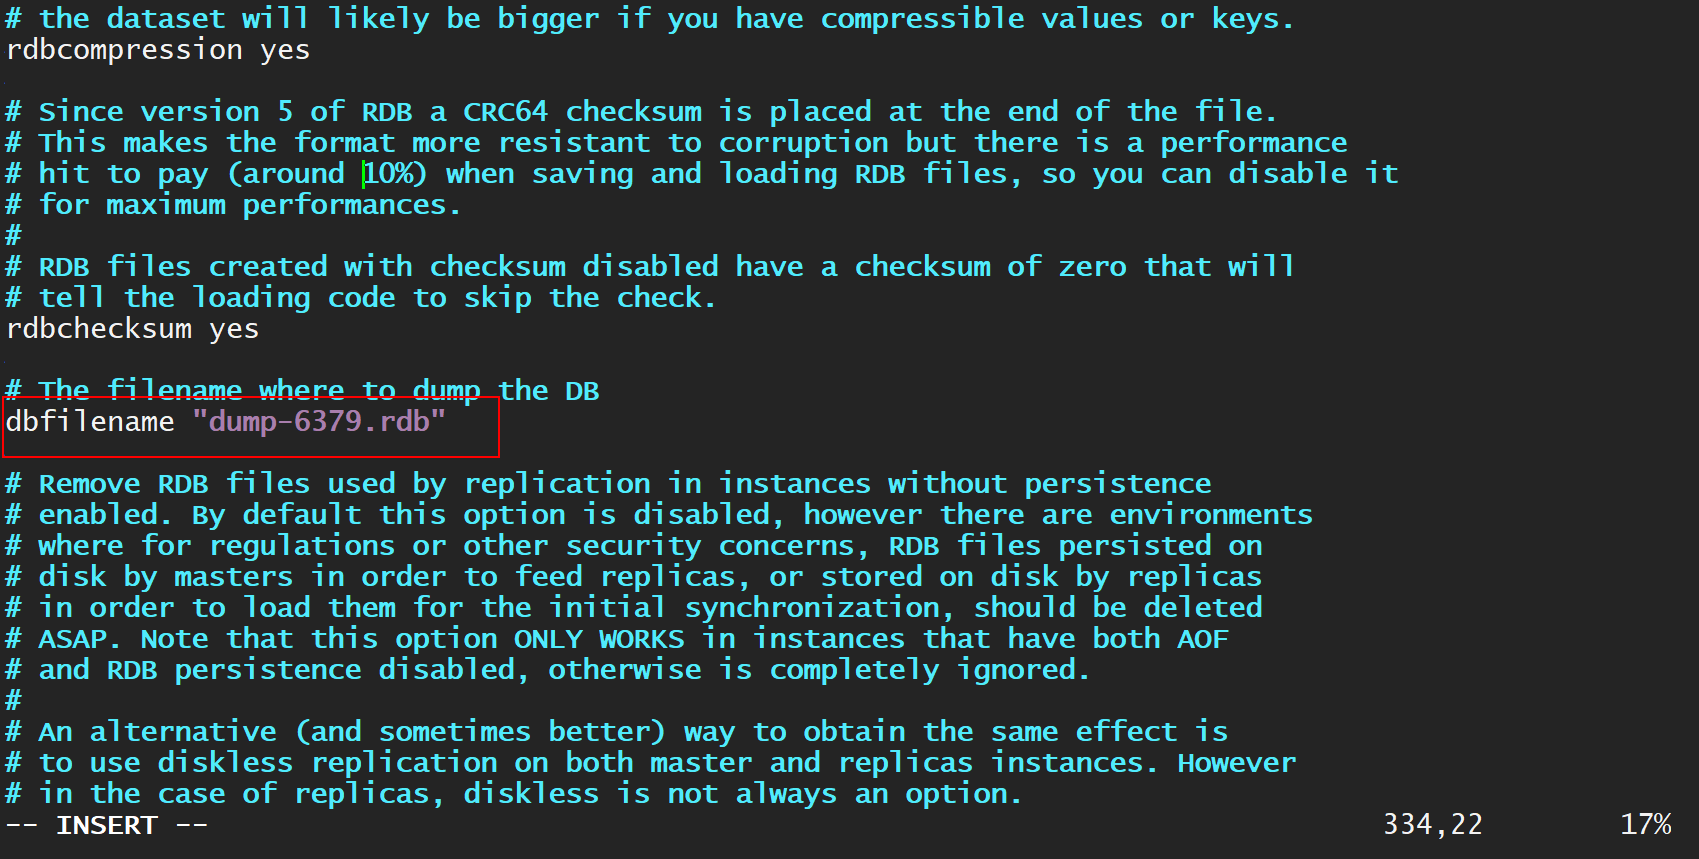 # the dataset will likely be bigger if you have compressible values or keys.
rdbcompression yes
# Since version 5 of RDB a CRC64 checksum is placed at the end of the file.
# This makes the format more resistant to corruption but there is a performance
# hit to pay (around 10%) when saving and loading RDB files, so you can disable it
# for maximum performances.
#
# RDB files created with checksum disabled have a checksum of zero that will
# tell the loading code to skip the check.
rdbchecksum yes
# The filename where to dump the DB
dbfilename "dump-6379.rdb"
# Remove RDB files used by replication in instances without persistence
# enabled. By default this option is disabled, however there are environments
# where for regulations or other security concerns, RDB files persisted on
# disk by masters in order to feed replicas, or stored on disk by replicas
# in order to load them for the initial synchronization, should be deleted
# ASAP. Note that this option ONLY WORKS in instances that have both AOF
# and RDB persistence disabled, otherwise is completely ignored.
#
# An alternative (and sometimes better) way to obtain the same effect is
# to use diskless replication on both master and replicas instances. However
# in the case of replicas, diskless is not always an option.
-- INSERT -- 334,22 17%